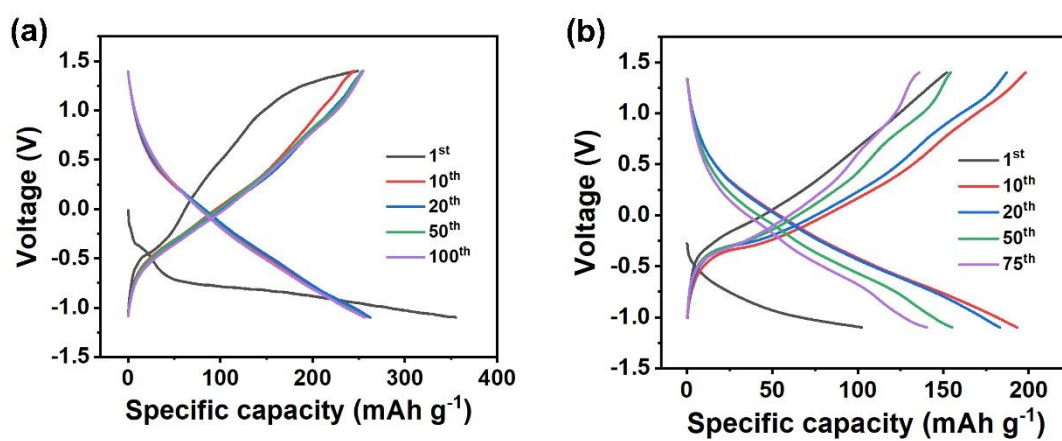 (a)
Voltage (V)
1.5
1.0
0.5
0.0
-0.5
-1.0
-1.5
0
100
200
300
400
Specific capacity (mAh g⁻¹)
1ˢᵗ
10ᵗʰ
20ᵗʰ
50ᵗʰ
100ᵗʰ
(b)
Voltage (V)
1.5
1.0
0.5
0.0
-0.5
-1.0
-1.5
0
50
100
150
200
Specific capacity (mAh g⁻¹)
1ˢᵗ
10ᵗʰ
20ᵗʰ
50ᵗʰ
75ᵗʰ